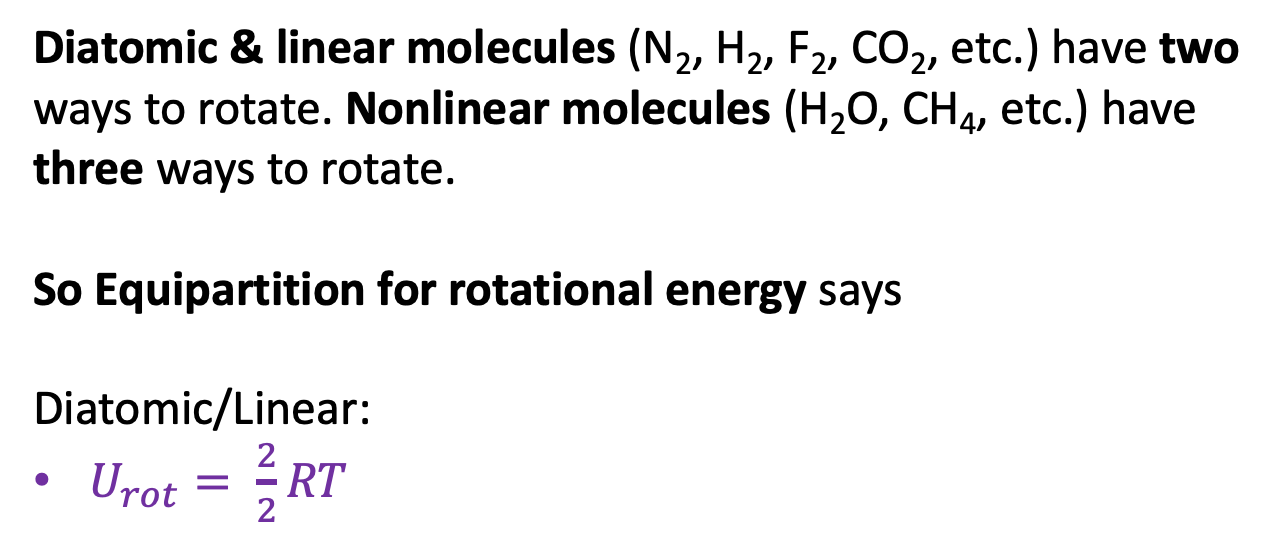 Diatomic & linear molecules (N₂, H₂, F₂, CO₂, etc.) have two
ways to rotate. Nonlinear molecules (H₂O, CH₄, etc.) have
three ways to rotate.
So Equipartition for rotational energy says
Diatomic/Linear:
• U_rot = 2/2 RT